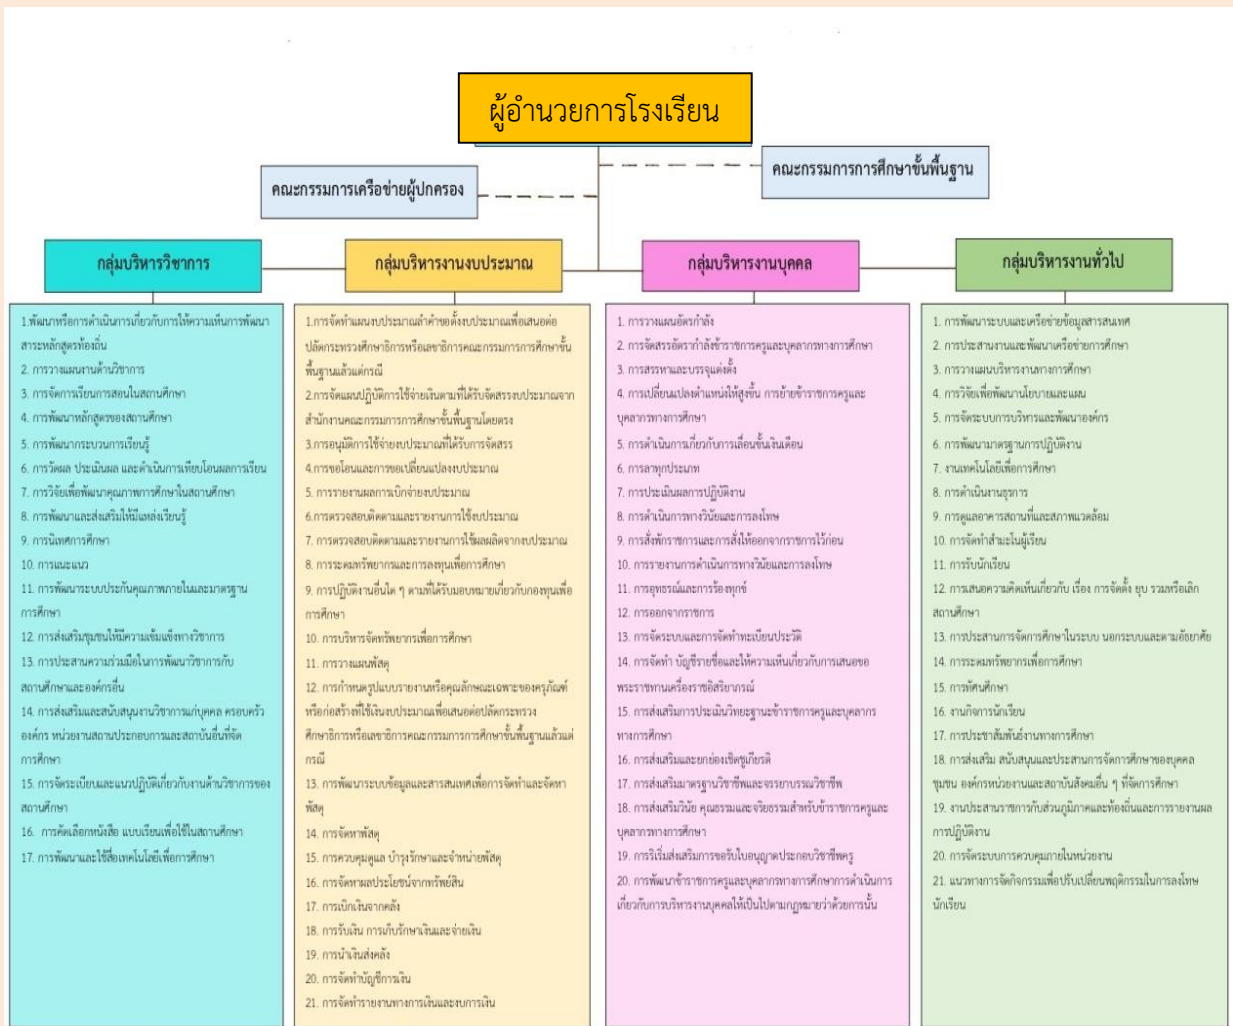 ผู้อำนวยการโรงเรียน
คณะกรรมการการศึกษาขั้นพื้นฐาน
คณะกรรมการเครือข่ายผู้ปกครอง
กลุ่มบริหารวิชาการ
1.พัฒนาหรือการดำเนินการเกี่ยวกับการให้ความเห็นการพัฒนา
สาระหลักสูตรท้องถิ่น
2. การวางแผนงานด้านวิชาการ
3. การจัดการเรียนการสอนในสถานศึกษา
4. การพัฒนาหลักสูตรของสถานศึกษา
5. การพัฒนากระบวนการเรียนรู้
6. การวัดผล ประเมินผล และดำเนินการเทียบโอนผลการเรียน
7. การวิจัยเพื่อพัฒนาคุณภาพการศึกษาในสถานศึกษา
8. การพัฒนาและส่งเสริมให้มีแหล่งเรียนรู้
9. การนิเทศการศึกษา
10. การแนะแนว
11. การพัฒนาระบบประกันคุณภาพภายในและมาตรฐาน
การศึกษา
12. การส่งเสริมชุมชนให้มีความเข้มแข็งทางวิชาการ
13. การประสานความร่วมมือในการพัฒนาวิชาการกับ
สถานศึกษาและองค์กรอื่น
14. การส่งเสริมและสนับสนุนงานวิชาการแก่บุคคล ครอบครัว
องค์กร หน่วยงานสถานประกอบการและสถาบันอื่นที่จัด
การศึกษา
15. การจัดระเบียบและแนวปฏิบัติเกี่ยวกับงานด้านวิชาการของ
สถานศึกษา
16. การคัดเลือกหนังสือ แบบเรียนเพื่อใช้ในสถานศึกษา
17. การพัฒนาและใช้สื่อเทคโนโลยีเพื่อการศึกษา
กลุ่มบริหารงานงบประมาณ
1.การจัดทำแผนงบประมาณลำคำขอตั้งงบประมาณเพื่อเสนอต่อ
ปลัดกระทรวงศึกษาธิการหรือเลขาธิการคณะกรรมการการศึกษาขั้น
พื้นฐานแล้วแต่กรณี
2.การจัดแผนปฏิบัติการใช้จ่ายเงินตามที่ได้รับจัดสรรงบประมาณจาก
สำนักงานคณะกรรมการการศึกษาขั้นพื้นฐานโดยตรง
3.การอนุมัติการใช้จ่ายงบประมาณที่ได้รับการจัดสรร
4.การขอโอนและการขอเปลี่ยนแปลงงบประมาณ
5. การรายงานผลการเบิกจ่ายงบประมาณ
6.การตรวจสอบติดตามและรายงานการใช้งบประมาณ
7. การตรวจสอบติดตามและรายงานการใช้ผลผลิตจากงบประมาณ
8. การระดมทรัพยากรและการลงทุนเพื่อการศึกษา
9. การปฏิบัติงานอื่นใด ๆ ตามที่ได้รับมอบหมายเกี่ยวกับกองทุนเพื่อ
การศึกษา
10. การบริหารจัดทรัพยากรเพื่อการศึกษา
11. การวางแผนพัสดุ
12. การกำหนดรูปแบบรายงานหรือคุณลักษณะเฉพาะของครุภัณฑ์
หรือก่อสร้างที่ใช้เงินงบประมาณเพื่อเสนอต่อปลัดกระทรวง
ศึกษาธิการหรือเลขาธิการคณะกรรมการการศึกษาขั้นพื้นฐานแล้วแต่
กรณี
13. การพัฒนาระบบข้อมูลและสารสนเทศเพื่อการจัดทำและจัดหา
พัสดุ
14. การจัดหาพัสดุ
15. การควบคุมดูแล บำรุงรักษาและจำหน่ายพัสดุ
16. การจัดหาผลประโยชน์จากทรัพย์สิน
17. การเบิกเงินจากคลัง
18. การรับเงิน การเก็บรักษาเงินและจ่ายเงิน
19. การนำเงินส่งคลัง
20. การจัดทำบัญชีการเงิน
21. การจัดทำรายงานทางการเงินและงบการเงิน
กลุ่มบริหารงานบุคคล
1. การวางแผนอัตรกำลัง
2. การจัดสรรอัตรากำลังข้าราชการครูและบุคลากรทางการศึกษา
3. การสรรหาและบรรจุแต่งตั้ง
4. การเปลี่ยนแปลงตำแหน่งให้สูงขึ้น การย้ายข้าราชการครูและ
บุคลากรทางการศึกษา
5. การดำเนินการเกี่ยวกับการเลื่อนขั้นเงินเดือน
6. การลาทุกประเภท
7. การประเมินผลการปฏิบัติงาน
8. การดำเนินการทางวินัยและการลงโทษ
9. การสั่งพักราชการและการสั่งให้ออกจากราชการไว้ก่อน
10. การรายงานการดำเนินการทางวินัยและการลงโทษ
11. การอุทธรณ์และการร้องทุกข์
12. การออกจากราชการ
13. การจัดระบบและการจัดทำทะเบียนประวัติ
14. การจัดทำ บัญชีรายชื่อและให้ความเห็นเกี่ยวกับการเสนอขอ
พระราชทานเครื่องราชอิสริยาภรณ์
15. การส่งเสริมการประเมินวิทยะฐานะข้าราชการครูและบุคลากร
ทางการศึกษา
16. การส่งเสริมและยกย่องเชิดชูเกียรติ
17. การส่งเสริมมาตรฐานวิชาชีพและจรรยาบรรณวิชาชีพ
18. การส่งเสริมวินัย คุณธรรมและจริยธรรมสำหรับข้าราชการครูและ
บุคลากรทางการศึกษา
19. การริเริ่มส่งเสริมการขอรับใบอนุญาตประกอบวิชาชีพครู
20. การพัฒนาข้าราชการครูและบุคลากรทางการศึกษาการดำเนินการ
เกี่ยวกับการบริหารงานบุคคลให้เป็นไปตามกฎหมายว่าด้วยการนั้น
กลุ่มบริหารงานทั่วไป
1. การพัฒนาระบบและเครือข่ายข้อมูลสารสนเทศ
2. การประสานงานและพัฒนาเครือข่ายการศึกษา
3. การวางแผนบริหารงานทางการศึกษา
4. การวิจัยเพื่อพัฒนานโยบายและแผน
5. การจัดระบบการบริหารและพัฒนาองค์กร
6. การพัฒนามาตรฐานการปฏิบัติงาน
7. งานเทคโนโลยีเพื่อการศึกษา
8. การดำเนินงานธุรการ
9. การดูแลอาคารสถานที่และสภาพแวดล้อม
10. การจัดทำสำมะโนผู้เรียน
11. การรับนักเรียน
12. การเสนอความคิดเห็นเกี่ยวกับ เรื่อง การจัดตั้ง ยุบ รวมหรือเลิก
สถานศึกษา
13. การประสานการจัดการศึกษาในระบบ นอกระบบและตามอัธยาศัย
14. การระดมทรัพยากรเพื่อการศึกษา
15. การทัศนศึกษา
16. งานกิจการนักเรียน
17. การประชาสัมพันธ์งานทางการศึกษา
18. การส่งเสริม สนับสนุนและประสานการจัดการศึกษาของบุคคล
ชุมชน องค์กรหน่วยงานและสถาบันสังคมอื่น ๆ ที่จัดการศึกษา
19. งานประสานราชการกับส่วนภูมิภาคและท้องถิ่นและการรายงานผล
การปฏิบัติงาน
20. การจัดระบบการควบคุมภายในหน่วยงาน
21. แนวทางการจัดกิจกรรมเพื่อปรับเปลี่ยนพฤติกรรมในการลงโทษ
นักเรียน